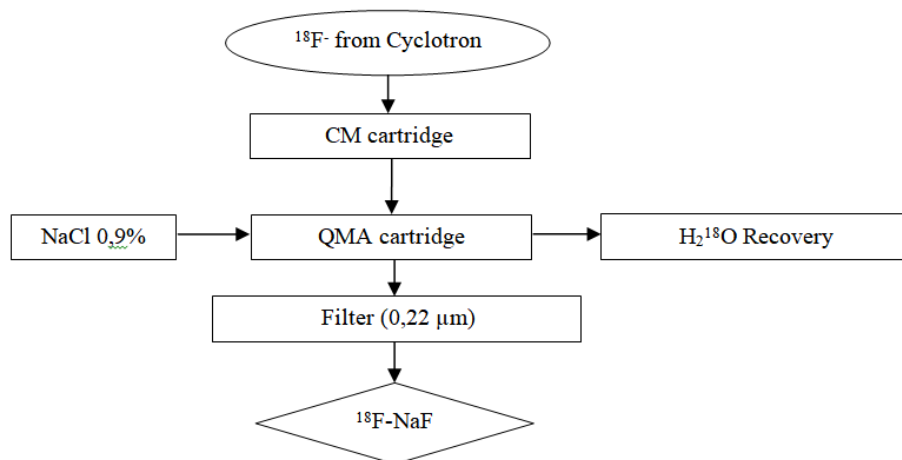 ¹⁸F⁻ from Cyclotron
CM cartridge
NaCl 0,9%
QMA cartridge
H₂¹⁸O Recovery
Filter (0,22 µm)
¹⁸F-NaF